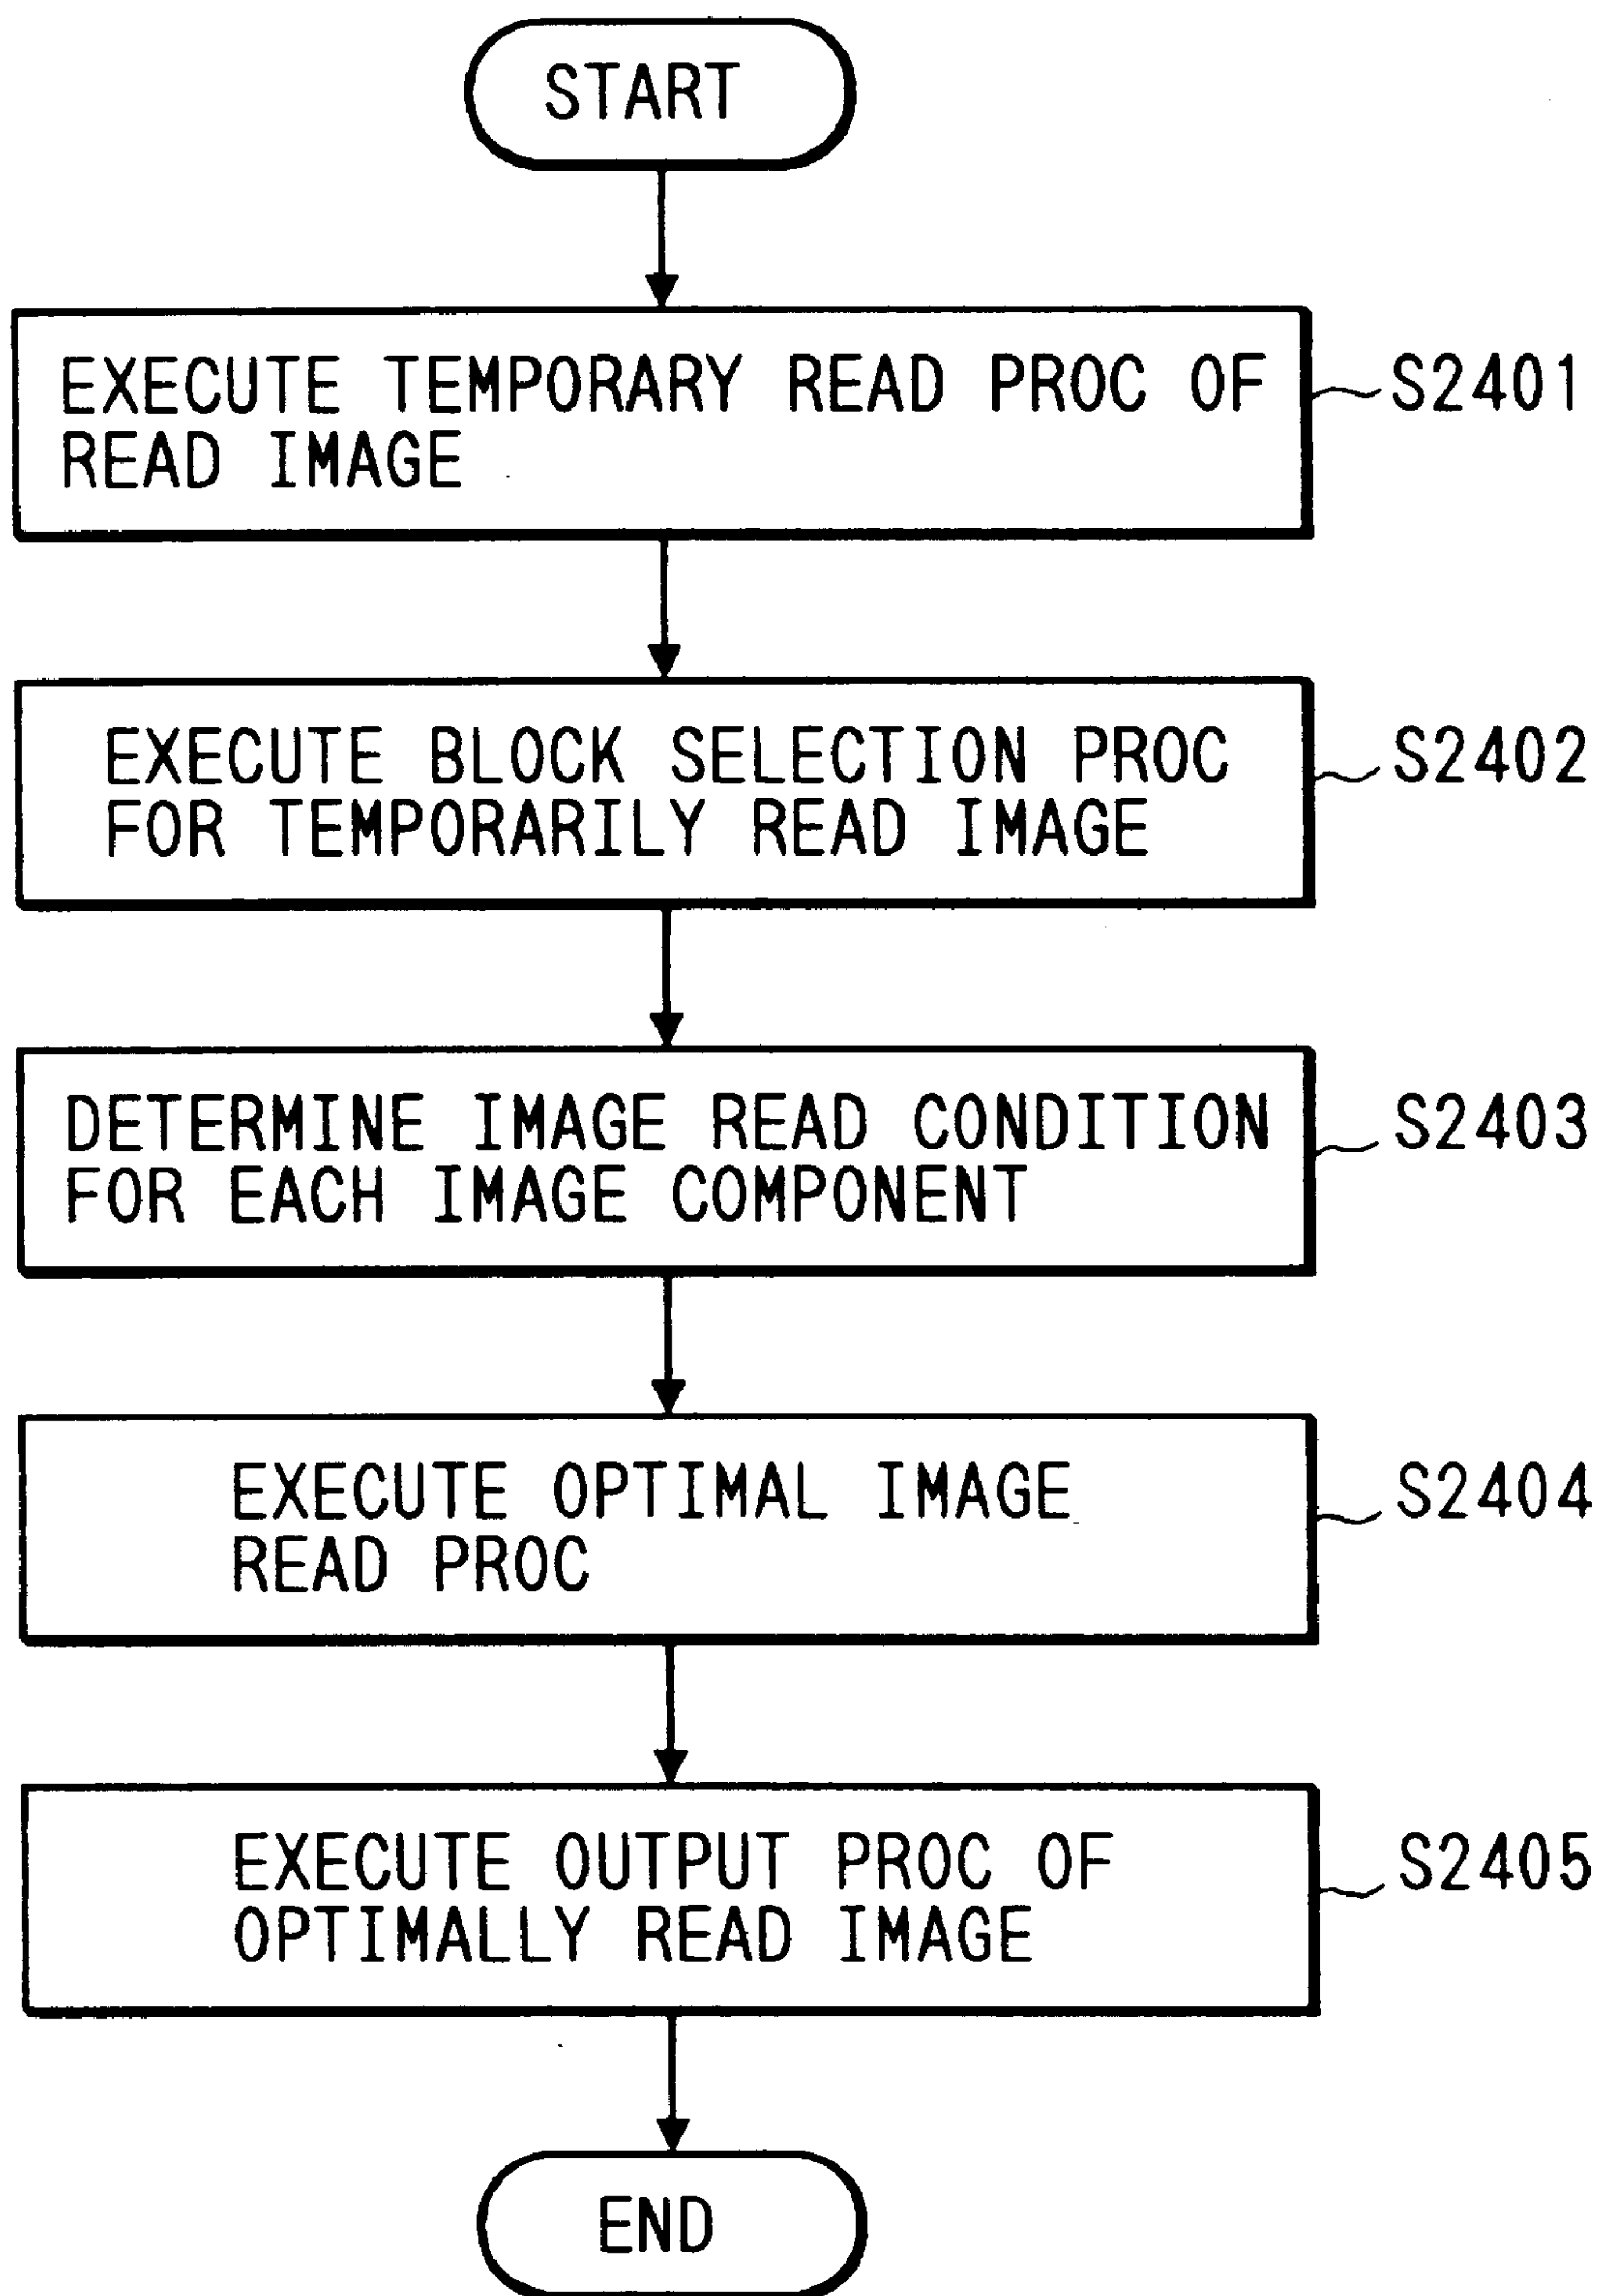 START
EXECUTE TEMPORARY READ PROC OF
READ IMAGE
S2401
EXECUTE BLOCK SELECTION PROC
FOR TEMPORARILY READ IMAGE
S2402
DETERMINE IMAGE READ CONDITION
FOR EACH IMAGE COMPONENT
S2403
EXECUTE OPTIMAL IMAGE
READ PROC
S2404
EXECUTE OUTPUT PROC OF
OPTIMALLY READ IMAGE
S2405
END